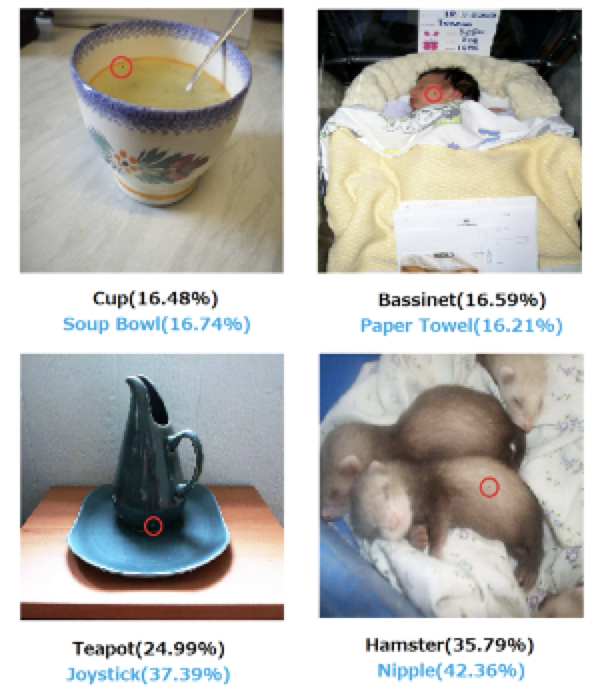 Cup(16.48%)
Soup Bowl(16.74%)
Bassinet(16.59%)
Paper Towel(16.21%)
Teapot(24.99%)
Joystick(37.39%)
Hamster(35.79%)
Nipple(42.36%)